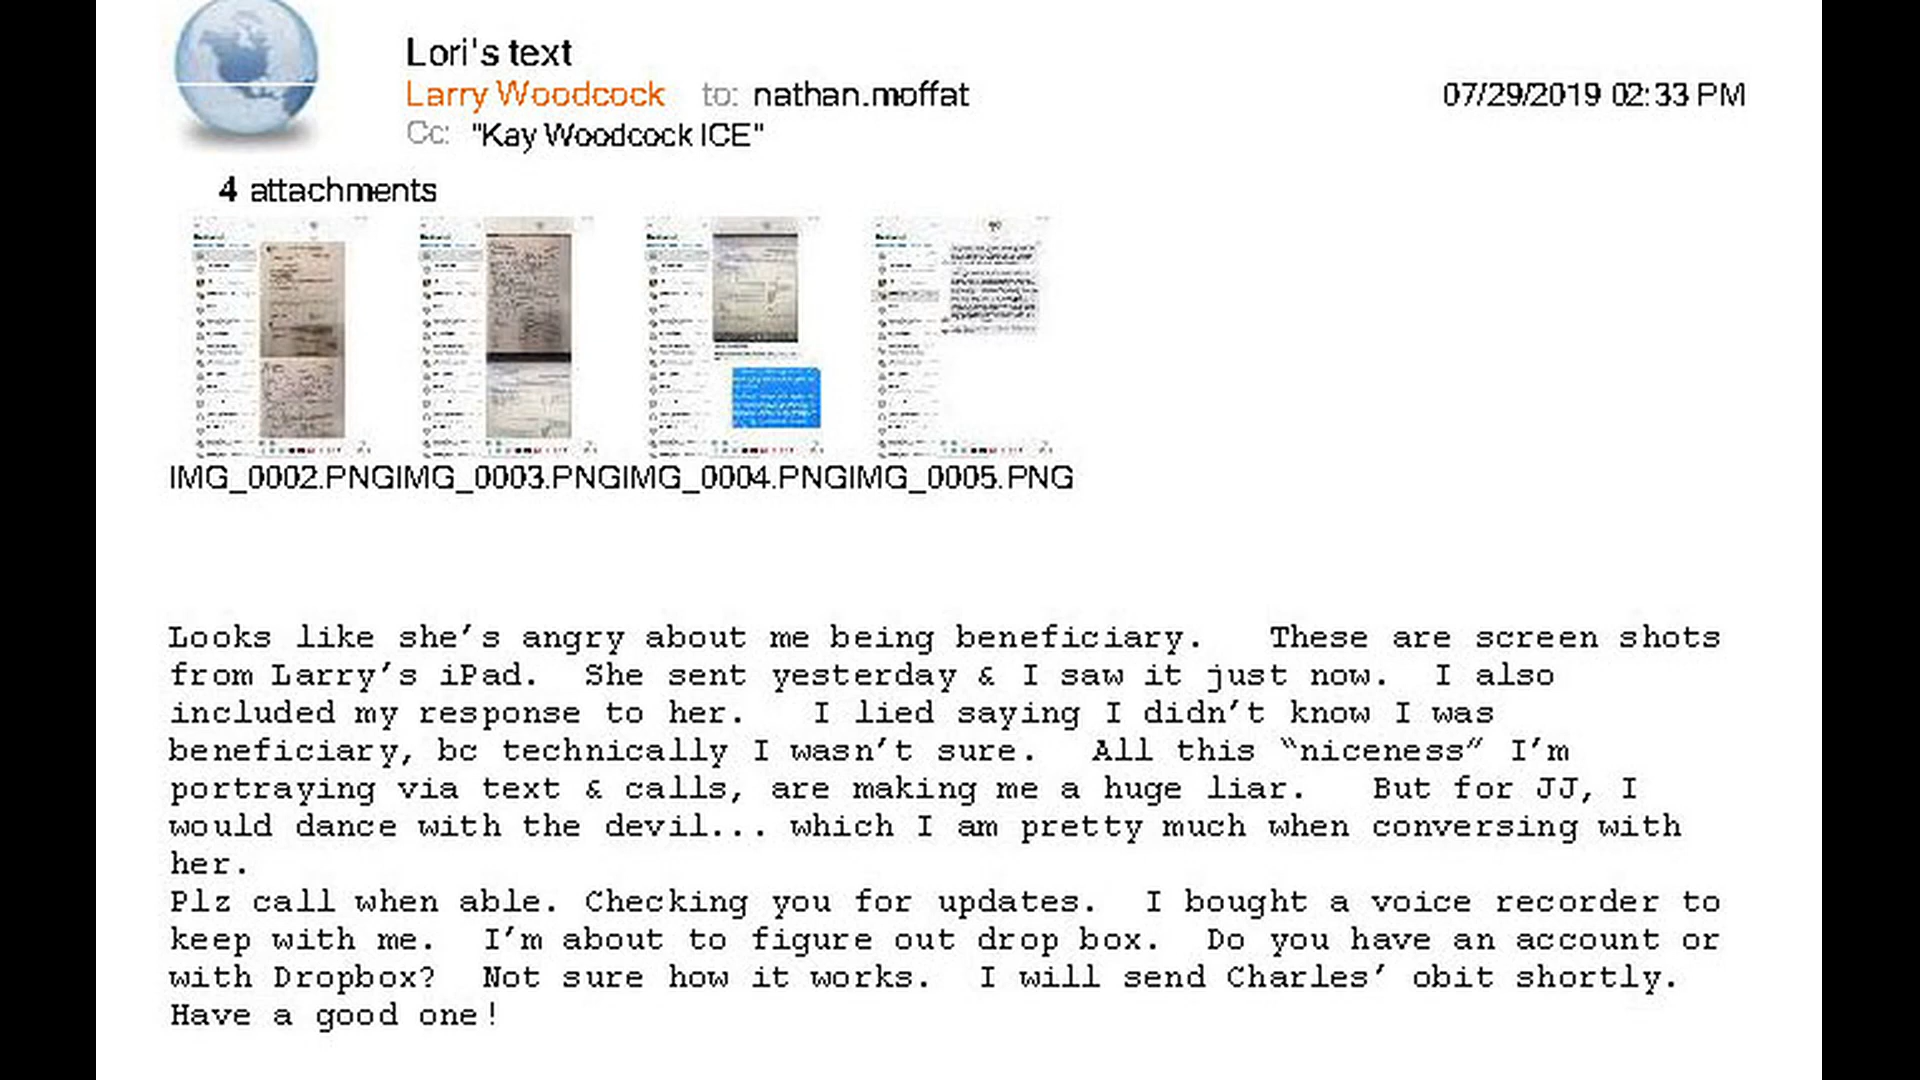 Lori's text
Larry Woodcock to: nathan.moffat 07/29/2019 02:33 PM
Cc: "Kay Woodcock ICE"
4 attachments
IMG_0002.PNGIMG_0003.PNGIMG_0004.PNGIMG_0005.PNG
Looks like she’s angry about me being beneficiary. These are screen shots
from Larry’s iPad. She sent yesterday & I saw it just now. I also
included my response to her. I lied saying I didn’t know I was
beneficiary, bc technically I wasn’t sure. All this “niceness” I’m
portraying via text & calls, are making me a huge liar. But for JJ, I
would dance with the devil... which I am pretty much when conversing with
her.
Plz call when able. Checking you for updates. I bought a voice recorder to
keep with me. I’m about to figure out drop box. Do you have an account or
with Dropbox? Not sure how it works. I will send Charles’ obit shortly.
Have a good one!